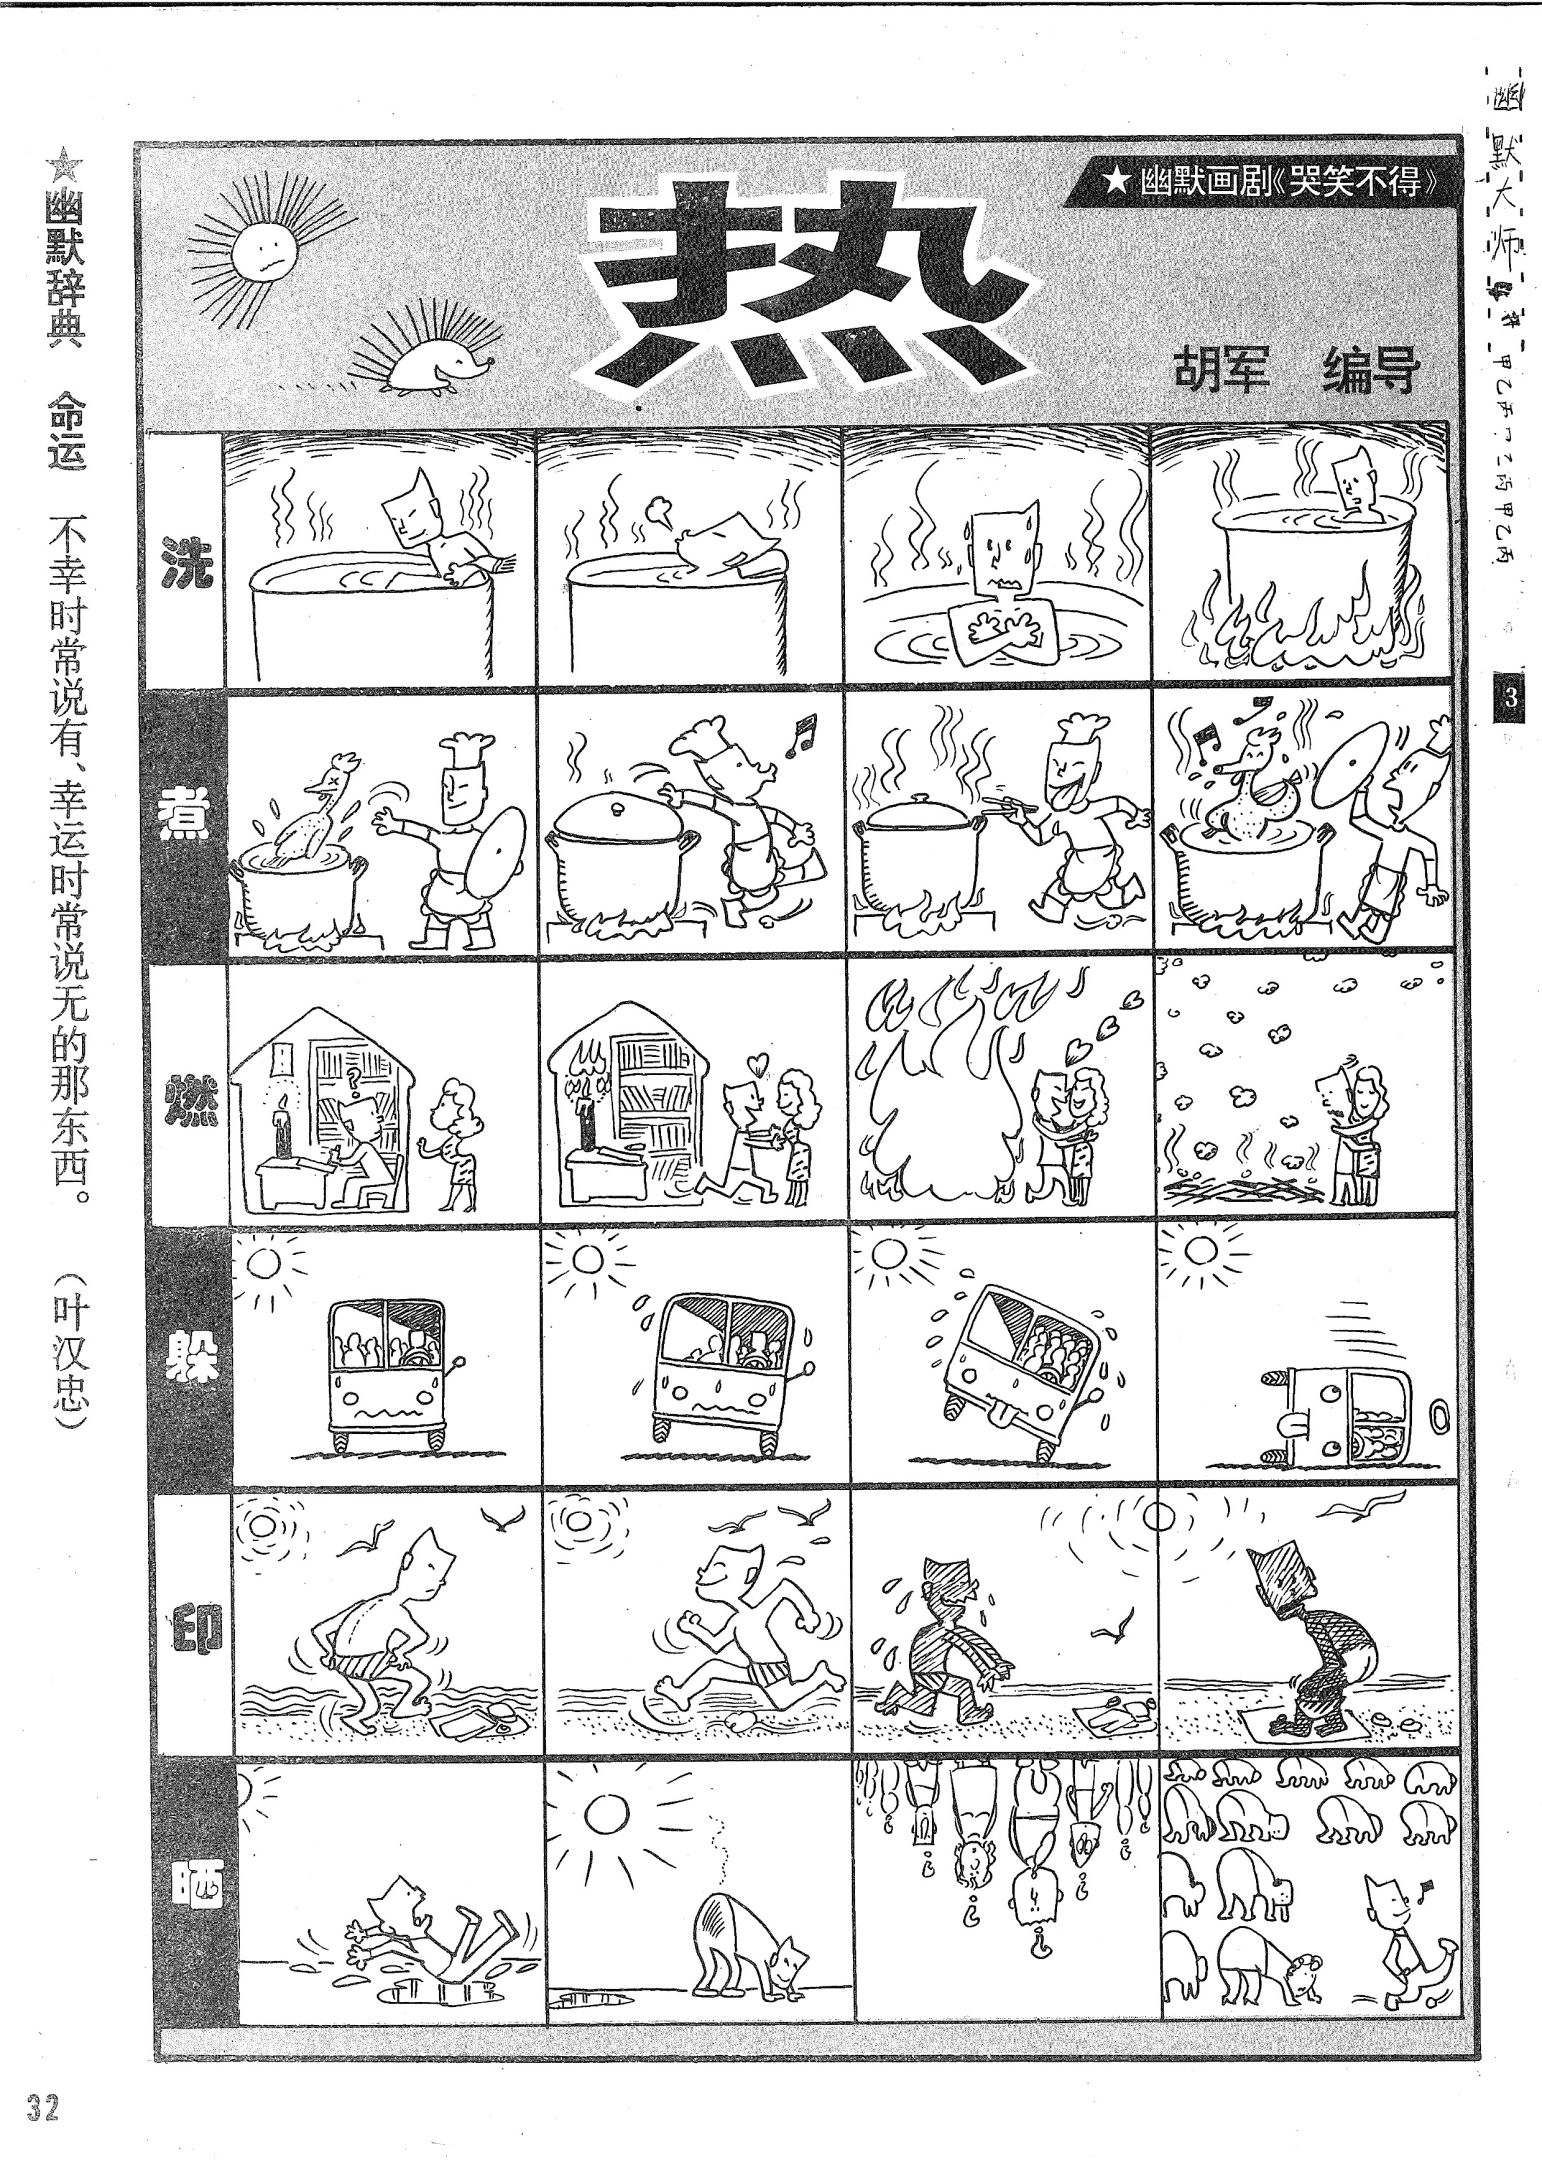 ★幽默辞典 命运 不幸时常说有、幸运时常说无的那东西。 (叶汉忠)
★幽默画剧《哭笑不得》
热
胡军 编导
洗
煮
燃
躲
印
晒
?
幽默大师
3
32